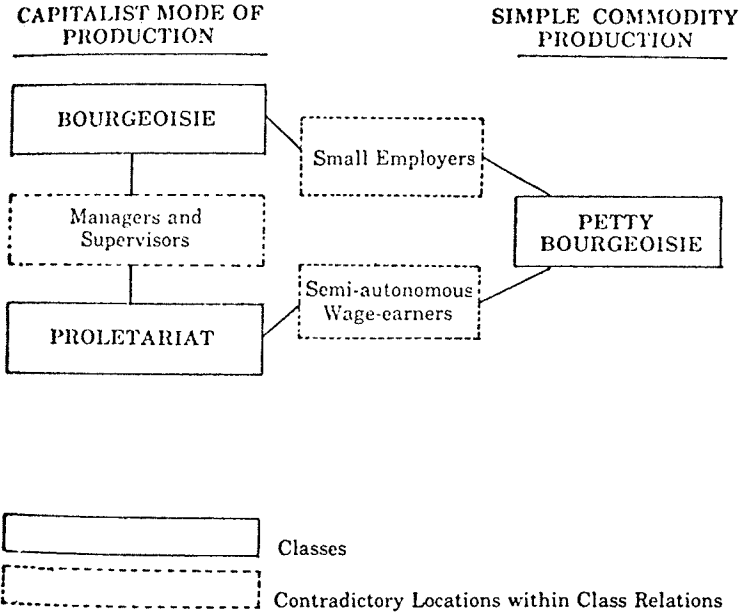 CAPITALIST MODE OF
PRODUCTION
SIMPLE COMMODITY
PRODUCTION
BOURGEOISIE
Small Employers
Managers and
Supervisors
PETTY
BOURGEOISIE
Semi-autonomous
Wage-earners
PROLETARIAT
Classes
Contradictory Locations within Class Relations